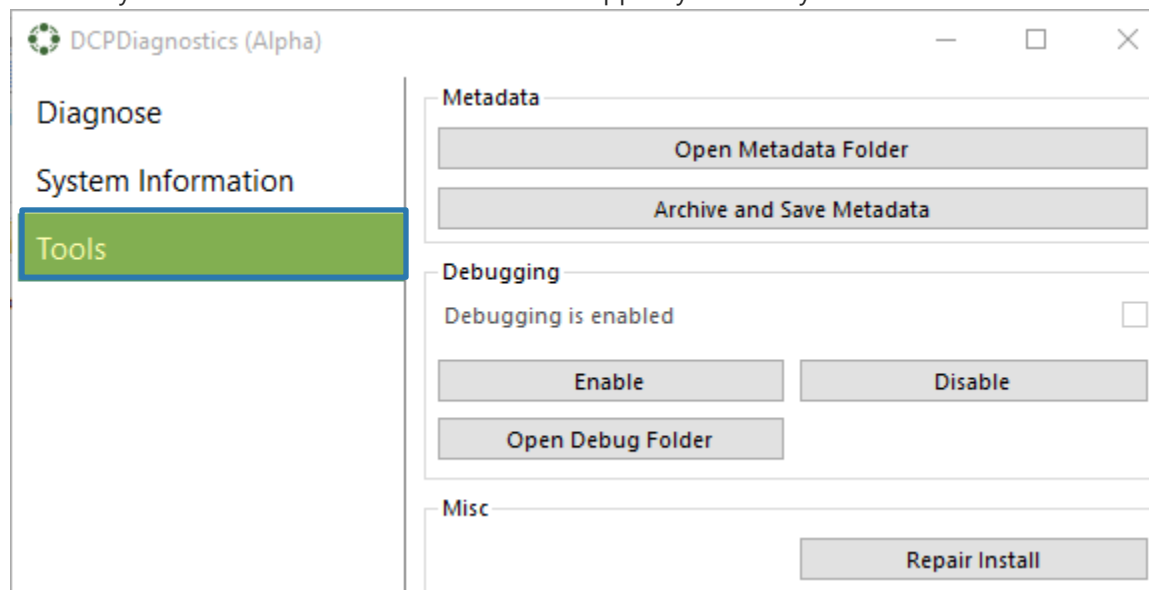 DCPDiagnostics (Alpha)
Diagnose
System Information
Tools
Metadata
Open Metadata Folder
Archive and Save Metadata
Debugging
Debugging is enabled
Enable
Disable
Open Debug Folder
Misc
Repair Install